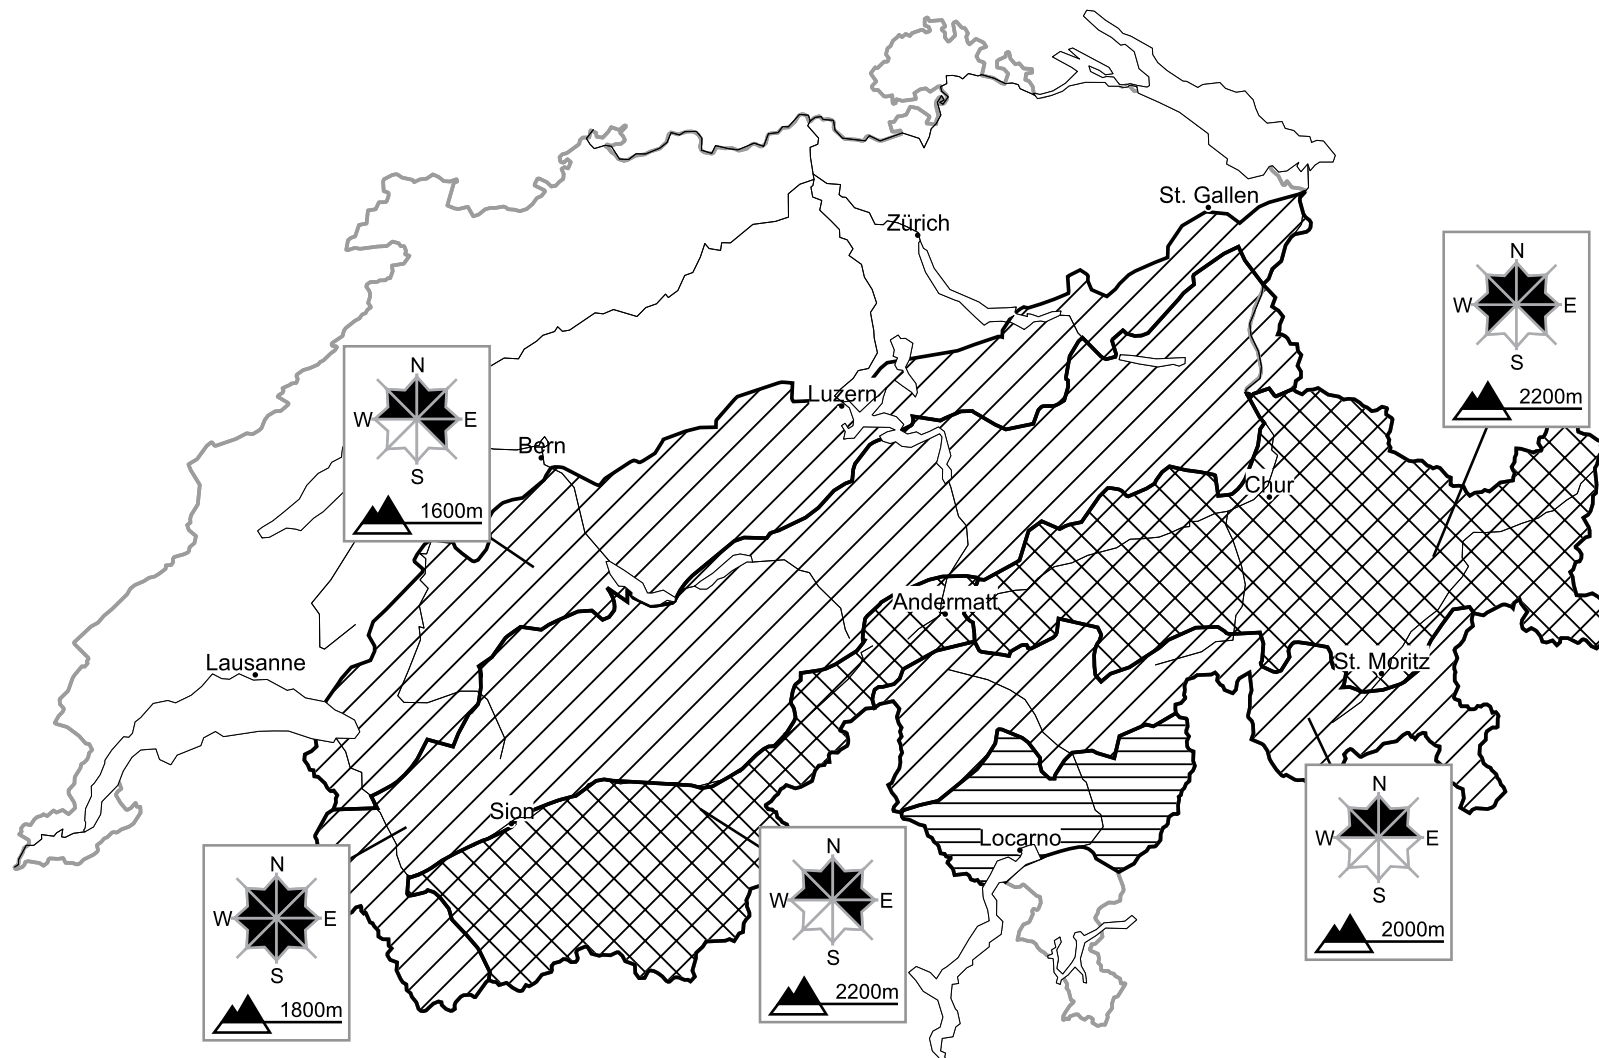 St. Gallen
Zürich
N
W E
S
2200m
N
W E
S
1600m
Luzern
Bern
Chur
Andermatt
Lausanne
St. Moritz
Sion
Locarno
N
W E
S
2000m
N
W E
S
1800m
N
W E
S
2200m